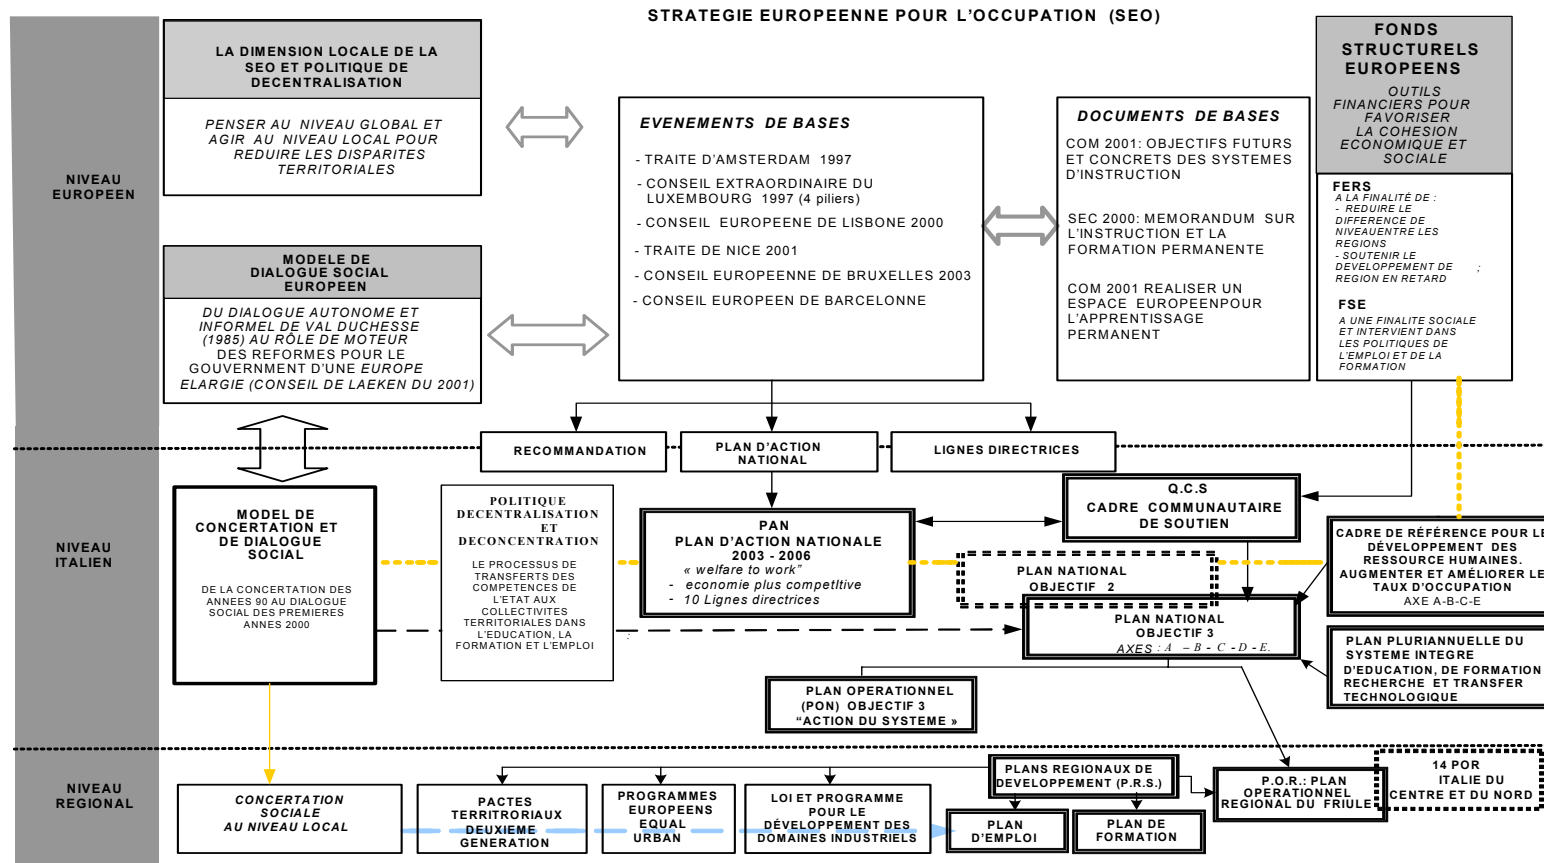 STRATEGIE EUROPEENNE POUR L'OCCUPATION (SEO)
NIVEAU
EUROPEEN
LA DIMENSION LOCALE DE LA
SEO ET POLITIQUE DE
DECENTRALISATION
PENSER AU NIVEAU GLOBAL ET
AGIR AU NIVEAU LOCAL POUR
REDUIRE LES DISPARITES
TERRITORIALES
MODELE DE
DIALOGUE SOCIAL
EUROPEEN
DU DIALOGUE AUTONOME ET
INFORMEL DE VAL DUCHESSE
(1985) AU RÔLE DE MOTEUR
DES REFORMES POUR LE
GOUVERNMENT D'UNE EUROPE
ELARGIE (CONSEIL DE LAEKEN DU 2001)
EVENEMENTS DE BASES
- TRAITE D'AMSTERDAM 1997
- CONSEIL EXTRAORDINAIRE DU
LUXEMBOURG 1997 (4 piliers)
- CONSEIL EUROPEENE DE LISBONE 2000
- TRAITE DE NICE 2001
- CONSEIL EUROPEENNE DE BRUXELLES 2003
- CONSEIL EUROPEEN DE BARCELONNE
DOCUMENTS DE BASES
COM 2001: OBJECTIFS FUTURS
ET CONCRETS DES SYSTEMES
D'INSTRUCTION
SEC 2000: MEMORANDUM SUR
L'INSTRUCTION ET LA
FORMATION PERMANENTE
COM 2001 REALISER UN
ESPACE EUROPEENPOUR
L'APPRENTISSAGE
PERMANENT
FONDS
STRUCTURELS
EUROPEENS
OUTILS
FINANCIERS POUR
FAVORISER
LA COHESION
ECONOMIQUE ET
SOCIALE
FERS
A LA FINALITÉ DE :
- REDUIRE LE
DIFFERENCE DE
NIVEAUENTRE LES
REGIONS
- SOUTENIR LE
DEVELOPPEMENT DE ;
REGION EN RETARD
FSE
A UNE FINALITE SOCIALE
ET INTERVIENT DANS
LES POLITIQUES DE
L'EMPLOI ET DE LA
FORMATION
RECOMMANDATION
PLAN D'ACTION
NATIONAL
LIGNES DIRECTRICES
NIVEAU
ITALIEN
MODEL DE
CONCERTATION ET
DE DIALOGUE
SOCIAL
DE LA CONCERTATION DES
ANNEES 90 AU DIALOGUE
SOCIAL DES PREMIERES
ANNES 2000
POLITIQUE
DECENTRALISATION
ET
DECONCENTRATION
LE PROCESSUS DE
TRANSFERTS DES
COMPETENCES DE
L'ETAT AUX
COLLECTIVITES
TERRITORIALES DANS
L'EDUCATION, LA
FORMATION ET L'EMPLOI
:
PAN
PLAN D'ACTION NATIONALE
2003 - 2006
« welfare to work"
- economie plus competitive
- 10 Lignes directrices
Q.C.S
CADRE COMMUNAUTAIRE
DE SOUTIEN
PLAN NATIONAL
OBJECTIF 2
PLAN NATIONAL
OBJECTIF 3
AXES : A – B - C - D - E.
CADRE DE RÉFÉRENCE POUR LE
DÉVELOPPEMENT DES
RESSOURCE HUMAINES.
AUGMENTER ET AMÉLIORER LE
TAUX D'OCCUPATION
AXE A-B-C-E
PLAN PLURIANNUELLE DU
SYSTEME INTEGRE
D'EDUCATION, DE FORMATION
RECHERCHE ET TRANSFER
TECHNOLOGIQUE
PLAN OPERATIONNEL
(PON) OBJECTIF 3
"ACTION DU SYSTEME »
NIVEAU
REGIONAL
CONCERTATION
SOCIALE
AU NIVEAU LOCAL
PACTES
TERRITRORIAUX
DEUXIEME
GENERATION
PROGRAMMES
EUROPEENS
EQUAL
URBAN
LOI ET PROGRAMME
POUR LE
DÉVELOPPEMENT DES
DOMAINES INDUSTRIELS
PLANS REGIONAUX DE
DEVELOPPEMENT (P.R.S.)
PLAN
D'EMPLOI
PLAN DE
FORMATION
P.O.R.: PLAN
OPERATIONNEL
REGIONAL DU FRIULE
14 POR
ITALIE DU
CENTRE ET DU NORD